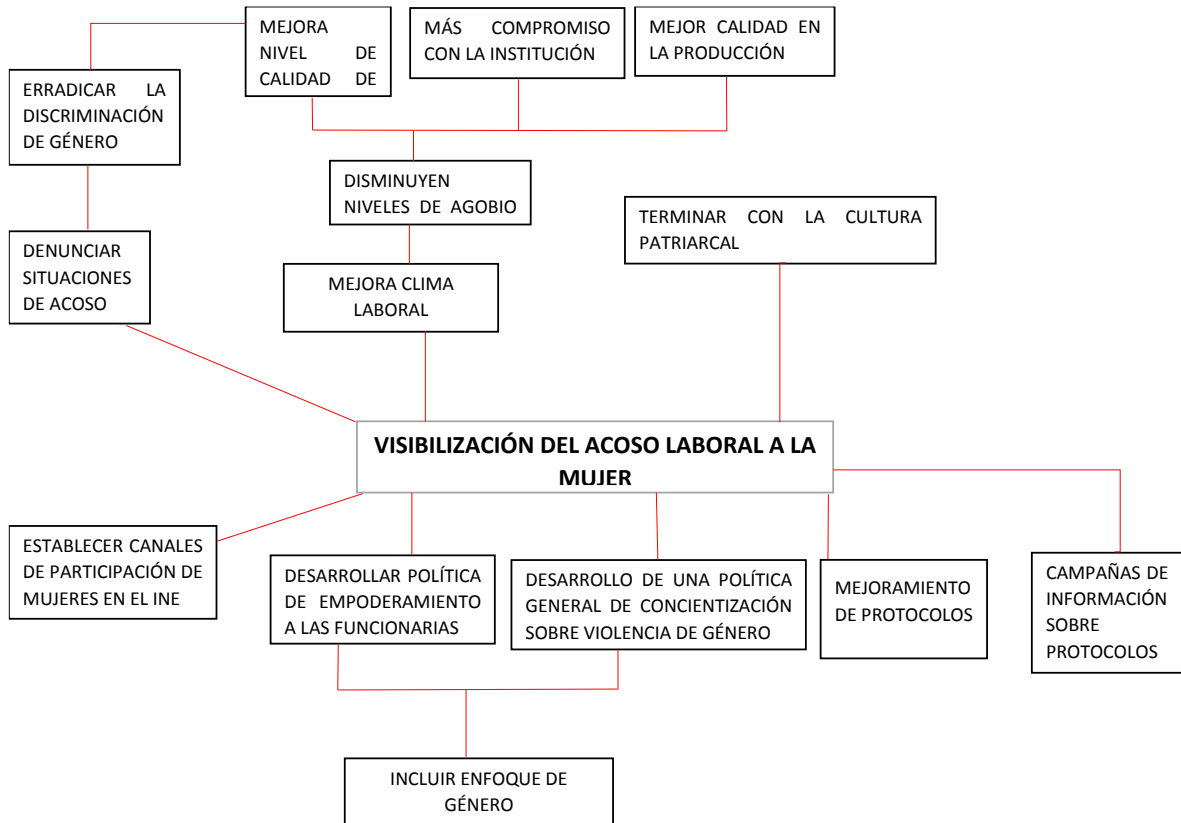 MEJORA
NIVEL DE
CALIDAD DE
MÁS COMPROMISO
CON LA INSTITUCIÓN
MEJOR CALIDAD EN
LA PRODUCCIÓN
ERRADICAR LA
DISCRIMINACIÓN
DE GÉNERO
DISMINUYEN
NIVELES DE AGOBIO
TERMINAR CON LA CULTURA
PATRIARCAL
DENUNCIAR
SITUACIONES
DE ACOSO
MEJORA CLIMA
LABORAL
VISIBILIZACIÓN DEL ACOSO LABORAL A LA
MUJER
ESTABLECER CANALES
DE PARTICIPACIÓN DE
MUJERES EN EL INE
DESARROLLAR POLÍTICA
DE EMPODERAMIENTO
A LAS FUNCIONARIAS
DESARROLLO DE UNA POLÍTICA
GENERAL DE CONCIENTIZACIÓN
SOBRE VIOLENCIA DE GÉNERO
MEJORAMIENTO
DE PROTOCOLOS
CAMPAÑAS DE
INFORMACIÓN
SOBRE
PROTOCOLOS
INCLUIR ENFOQUE DE
GÉNERO